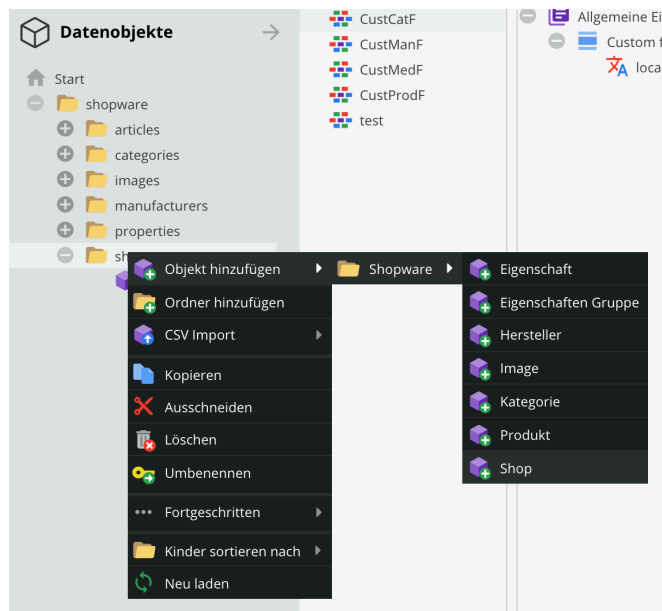 Datenobjekte
Start
shopware
articles
categories
images
manufacturers
properties
CustCatF
CustManF
CustMedF
CustProdF
test
Allgemeine Ei
Custom f
loca
Objekt hinzufügen
Ordner hinzufügen
CSV Import
Kopieren
Ausschneiden
Löschen
Umbenennen
Fortgeschritten
Kinder sortieren nach
Neu laden
Shopware
Eigenschaft
Eigenschaften Gruppe
Hersteller
Image
Kategorie
Produkt
Shop